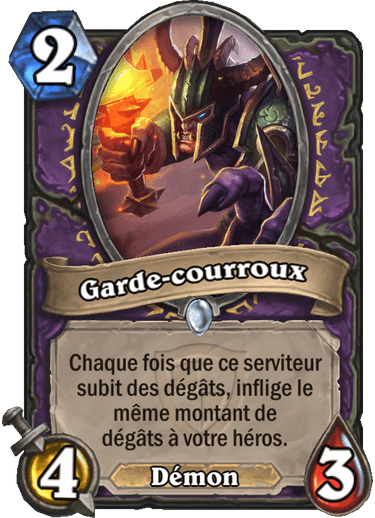 2
Garde-courroux
Chaque fois que ce serviteur
subit des dégâts, inflige le
même montant de
dégâts à votre héros.
4
Démon
3